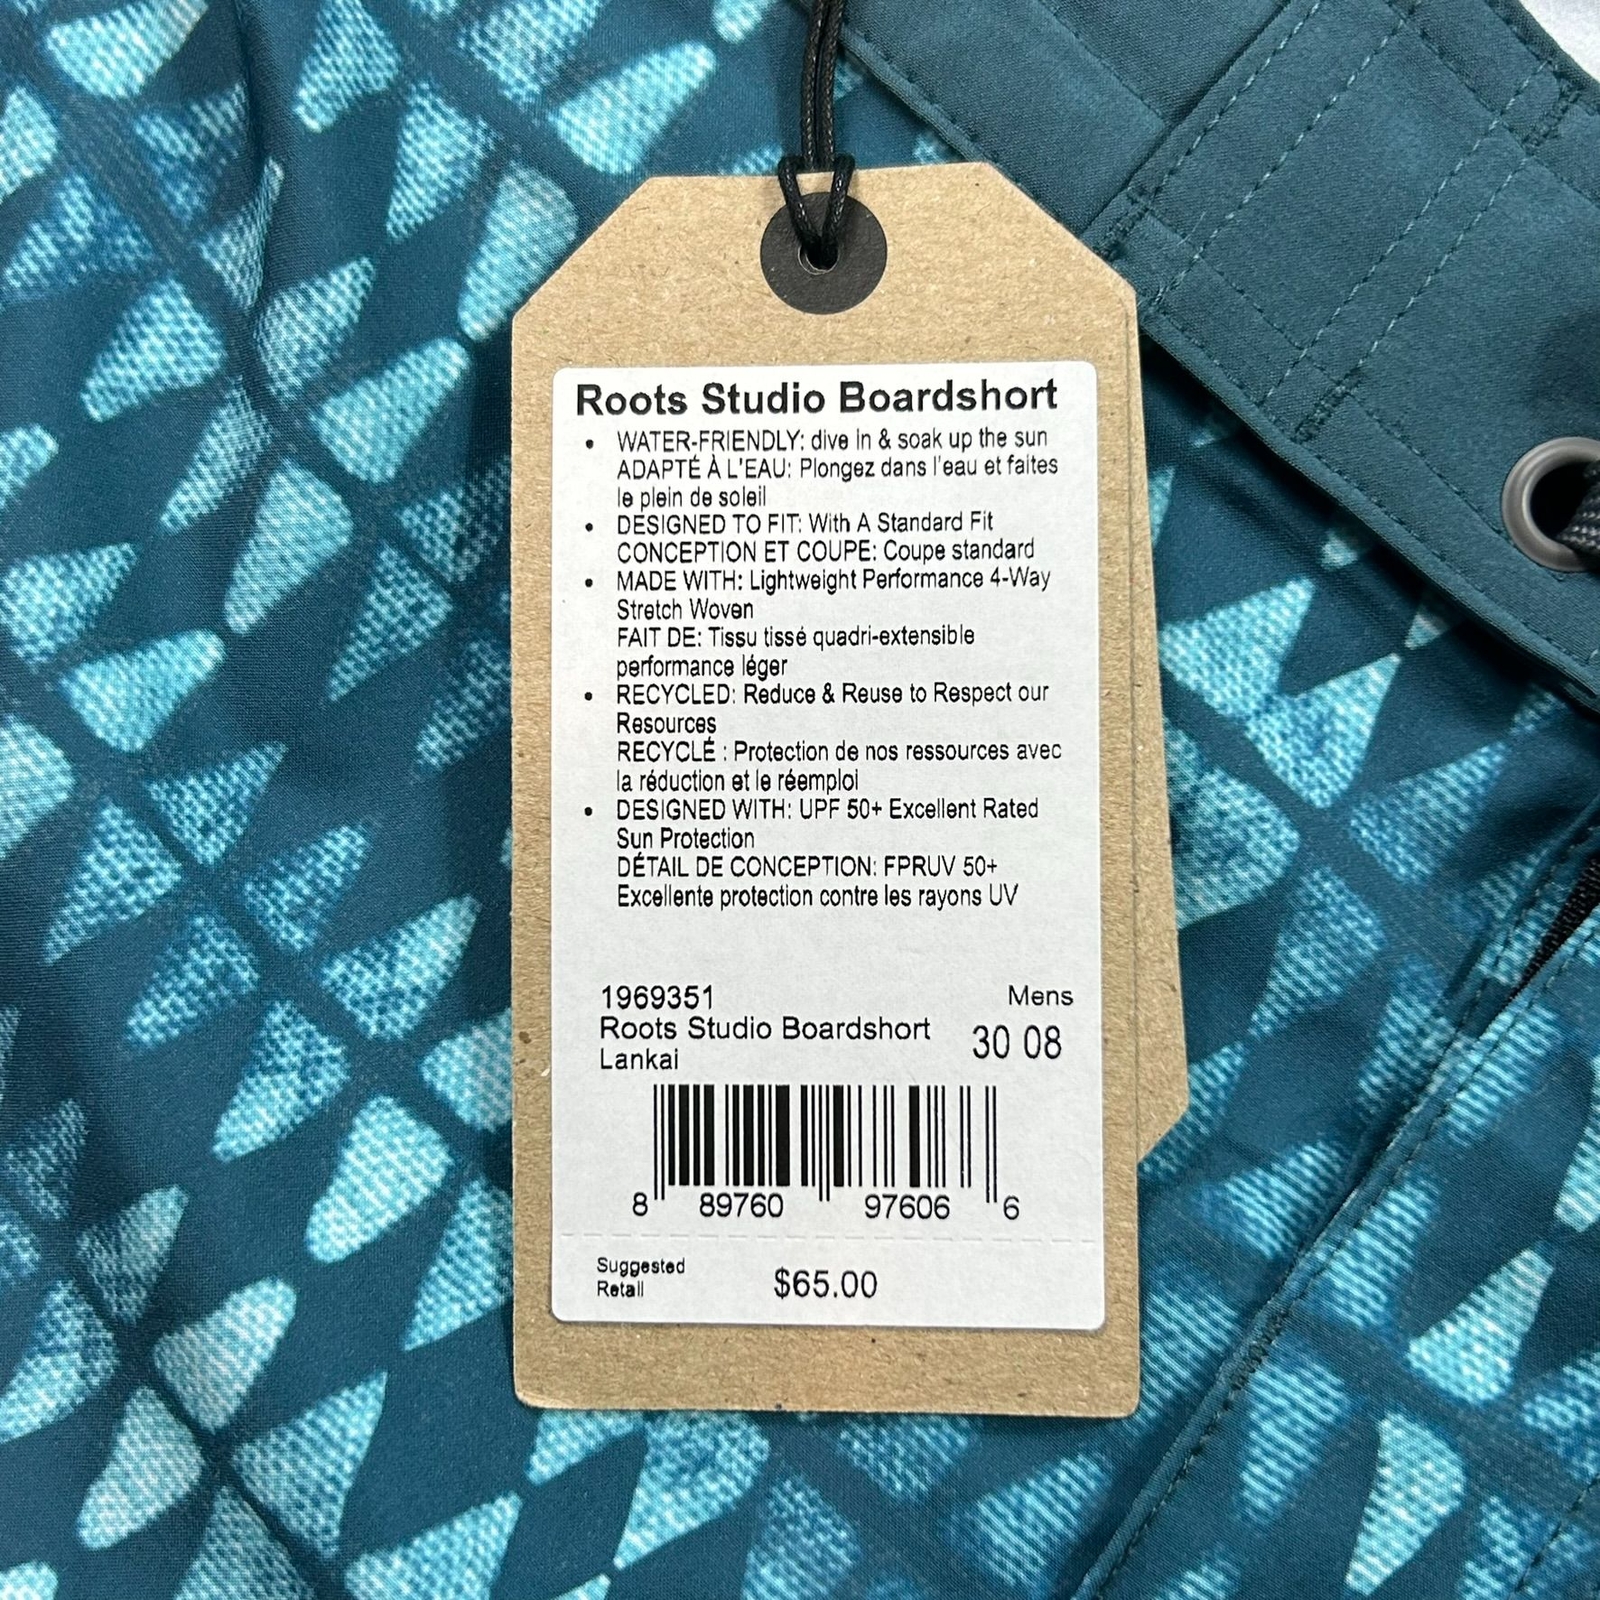 Roots Studio Boardshort
• WATER-FRIENDLY: dive in & soak up the sun
ADAPTÉ À L'EAU: Plongez dans l'eau et faites
le plein de soleil
• DESIGNED TO FIT: With A Standard Fit
CONCEPTION ET COUPE: Coupe standard
• MADE WITH: Lightweight Performance 4-Way
Stretch Woven
FAIT DE: Tissu tissé quadri-extensible
performance léger
• RECYCLED: Reduce & Reuse to Respect our
Resources
RECYCLÉ : Protection de nos ressources avec
la réduction et le réemploi
• DESIGNED WITH: UPF 50+ Excellent Rated
Sun Protection
DÉTAIL DE CONCEPTION: FPRUV 50+
Excellente protection contre les rayons UV
1969351 Mens
Roots Studio Boardshort 30 08
Lankai
8 89760 97606 6
Suggested
Retail $65.00